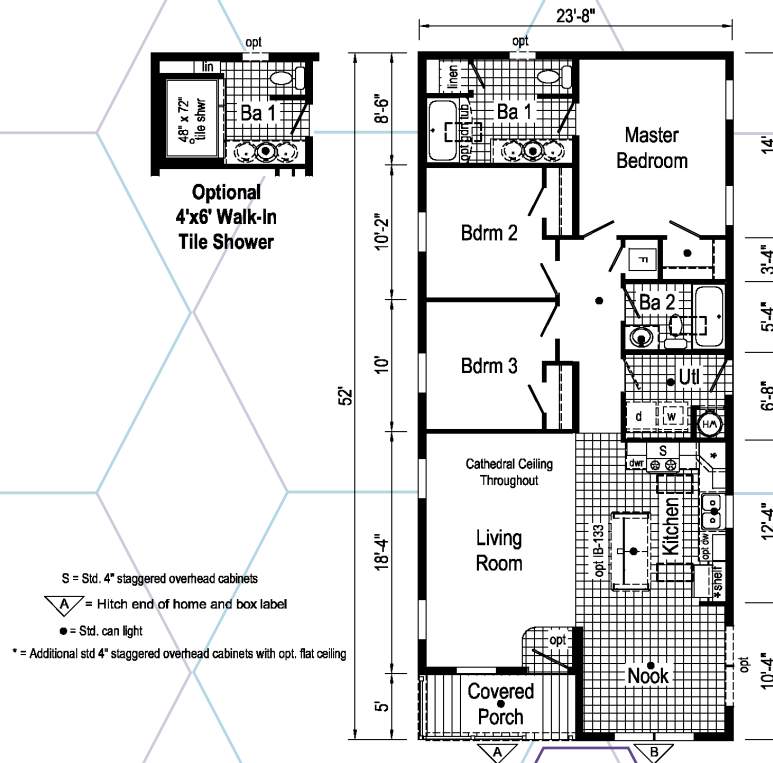 23'-8"
opt
opt
lin
Ba 1
48" x 72"
tile shwr
Optional
4'x6' Walk-In
Tile Shower
linen
Ba 1
opt gdn tub
Master
Bedroom
8'-6"
14'
Bdrm 2
10'-2"
F
3'-4"
Ba 2
5'-4"
52'
Bdrm 3
10'
Utl
d
w
HW
6'-8"
Cathedral Ceiling
Throughout
S
dwr
*
Living
Room
18'-4"
opt IB-133
Kitchen
opt dw
*shelf
12'-4"
S = Std. 4" staggered overhead cabinets
A = Hitch end of home and box label
● = Std. can light
* = Additional std 4" staggered overhead cabinets with opt. flat ceiling
opt
opt
Nook
10'-4"
Covered
Porch
5'
A
B